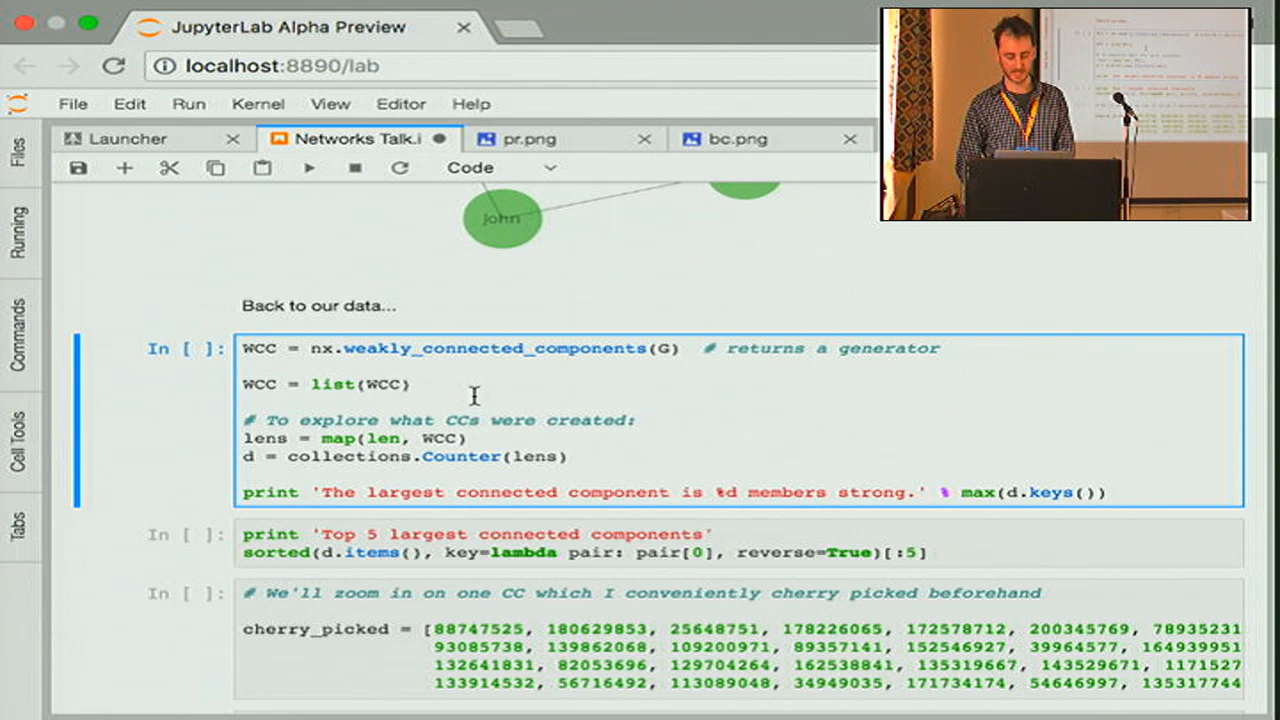 JupyterLab Alpha Preview
localhost:8890/lab
File Edit Run Kernel View Editor Help
Launcher Networks Talk.i pr.png bc.png
Code
Files
Running
Commands
Cell Tools
Tabs
John
Back to our data...
In [ ]: WCC = nx.weakly_connected_components(G)  # returns a generator
WCC = list(WCC)
# To explore what CCs were created:
lens = map(len, WCC)
d = collections.Counter(lens)
print 'The largest connected component is %d members strong.' % max(d.keys())
In [ ]: print 'Top 5 largest connected components'
sorted(d.items(), key=lambda pair: pair[0], reverse=True)[:5]
In [ ]: # We'll zoom in on one CC which I conveniently cherry picked beforehand
cherry_picked = [88747525, 180629853, 25648751, 178226065, 172578712, 200345769, 78935231
93085738, 139862068, 109200971, 89357141, 152546927, 39964577, 164939951
132641831, 82053696, 129704264, 162538841, 135319667, 143529671, 1171527
133914532, 56716492, 113089048, 34949035, 171734174, 54646997, 135317744